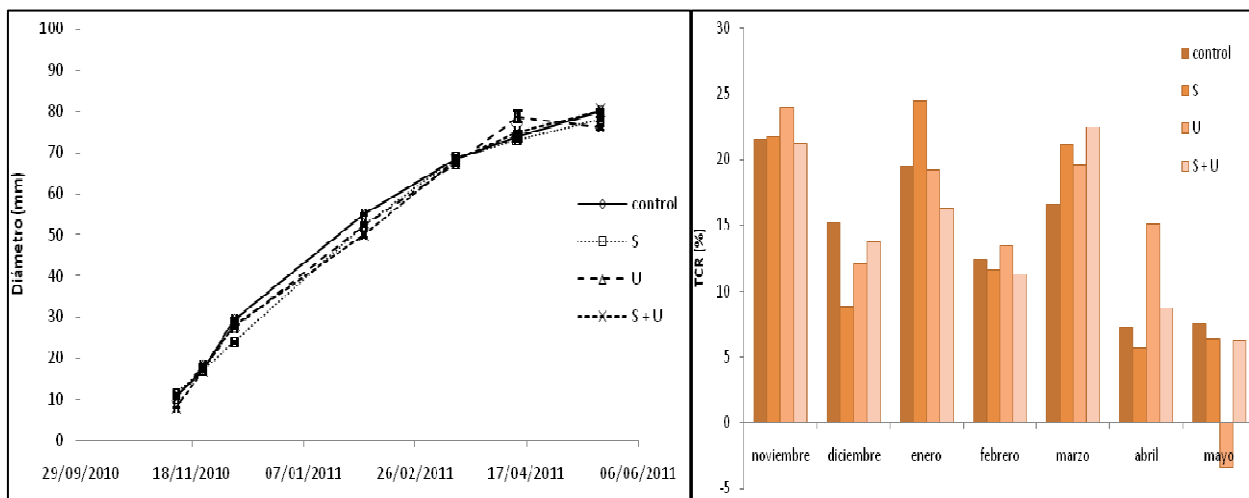 Diámetro (mm)
100
90
80
70
60
50
40
30
20
10
0
29/09/2010
18/11/2010
07/01/2011
26/02/2011
17/04/2011
06/06/2011
control
S
U
S + U
TCR (%)
30
25
20
15
10
5
0
-5
noviembre
diciembre
enero
febrero
marzo
abril
mayo
control
S
U
S + U